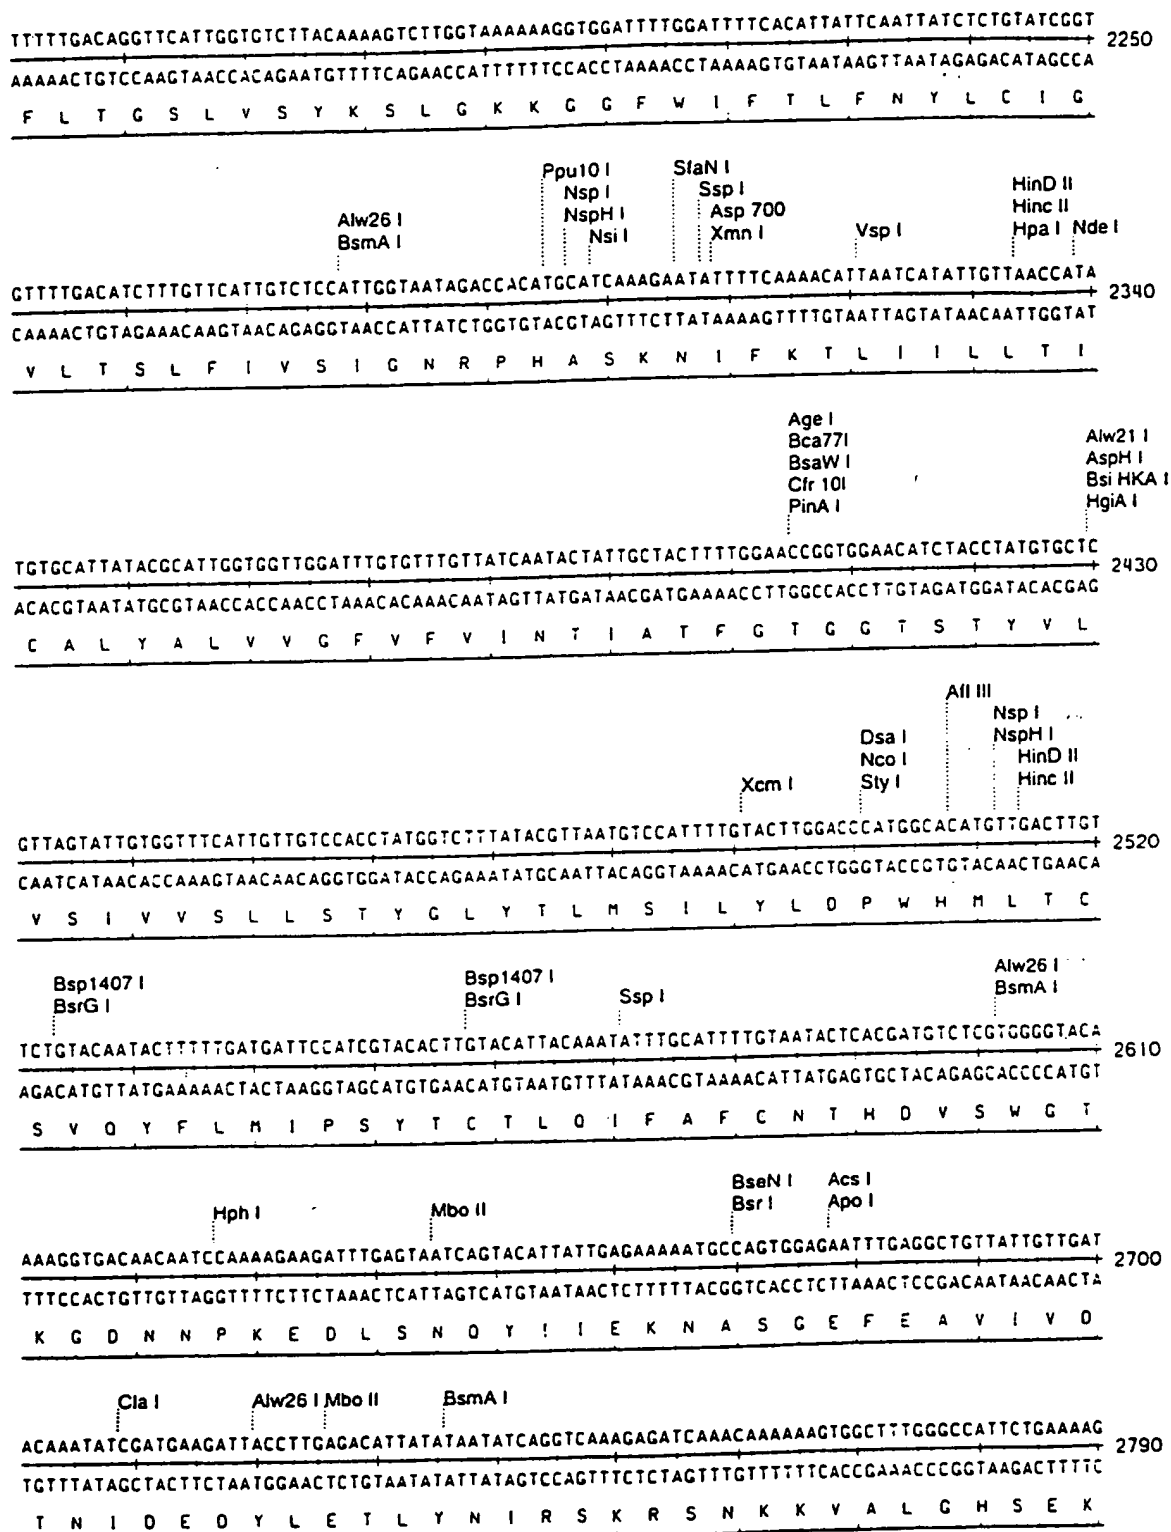 TTTTTGACAGGTTCATTGGTGTCTTACAAAAGTCTTGGTAAAAAAGGTGGATTTTGGATTTTCACATTATTCAATTATCTCTGTATCGGT
2250
AAAAACTGTCCAAGTAACCACAGAATGTTTTCAGAACCATTTTTTCCACCTAAAACCTAAAAGTGTAATAAGTTAATAGAGACATAGCCA
F L T G S L V S Y K S L G K K G G F W I F T L F N Y L C I G
Ppu10 I SfaN I
Nsp I Ssp I HinD II
Alw26 I NspH I Asp 700 Hinc II
BsmA I Nsi I Xmn I Vsp I Hpa I Nde I
GTTTTGACATCTTTGTTCATTGTCTCCATTGGTAATAGACCACATGCATCAAAGAATATTTTCAAAACATTAATCATATTGTTAACCATA
2340
CAAAACTGTAGAAACAAGTAACAGAGGTAACCATTATCTGGTGTACGTAGTTTCTTATAAAAGTTTTGTAATTAGTATAACAATTGGTAT
V L T S L F I V S I G N R P H A S K N I F K T L I I L L T I
Age I
Bca77I Alw21 I
BsaW I AspH I
Cfr 10I Bsi HKA I
PinA I HgiA I
TGTGCATTATACGCATTGGTGGTTGGATTTGTGTTTGTTATCAATACTATTGCTACTTTTGGAACCGGTGGAACATCTACCTATGTGCTC
2430
ACACGTAATATGCGTAACCACCAACCTAAACACAAACAATAGTTATGATAACGATGAAAACCTTGGCCACCTTGTAGATGGATACACGAG
C A L Y A L V V G F V F V I N T I A T F G T G G T S T Y V L
Afl III
Nsp I
Dsa I NspH I
Nco I HinD II
Xcm I Sty I Hinc II
GTTAGTATTGTGGTTTCATTGTTGTCCACCTATGGTCTTTATACGTTAATGTCCATTTTGTACTTGGACCCATGGCACATGTTGACTTGT
2520
CAATCATAACACCAAAGTAACAACAGGTGGATACCAGAAATATGCAATTACAGGTAAAACATGAACCTGGGTACCGTGTACAACTGAACA
V S I V V S L L S T Y G L Y T L M S I L Y L D P W H M L T C
Bsp1407 I Bsp1407 I Alw26 I
BsrG I BsrG I Ssp I BsmA I
TCTGTACAATACTTTTTGATGATTCCATCGTACACTTGTACATTACAAATATTTGCATTTTGTAATACTCACGATGTCTCGTGGGGTACA
2610
AGACATGTTATGAAAAACTACTAAGGTAGCATGTGAACATGTAATGTTTATAAACGTAAAACATTATGAGTGCTACAGAGCACCCCATGT
S V Q Y F L M I P S Y T C T L Q I F A F C N T H D V S W G T
BseN I Acs I
Hph I Mbo II Bsr I Apo I
AAAGGTGACAACAATCCAAAAGAAGATTTGAGTAATCAGTACATTATTGAGAAAAATGCCAGTGGAGAATTTGAGGCTGTTATTGTTGAT
2700
TTTCCACTGTTGTTAGGTTTTCTTCTAAACTCATTAGTCATGTAATAACTCTTTTTACGGTCACCTCTTAAACTCCGACAATAACAACTA
K G D N N P K E D L S N Q Y I I E K N A S G E F E A V I V D
Cla I Alw26 I Mbo II BsmA I
ACAAATATCGATGAAGATTACCTTGAGACATTATATAATATCAGGTCAAAGAGATCAAACAAAAAAGTGGCTTTGGGCCATTCTGAAAAG
2790
TGTTTATAGCTACTTCTAATGGAACTCTGTAATATATTATAGTCCAGTTTCTCTAGTTTGTTTTTTCACCGAAACCCGGTAAGACTTTTC
T N I D E D Y L E T L Y N I R S K R S N K K V A L G H S E K